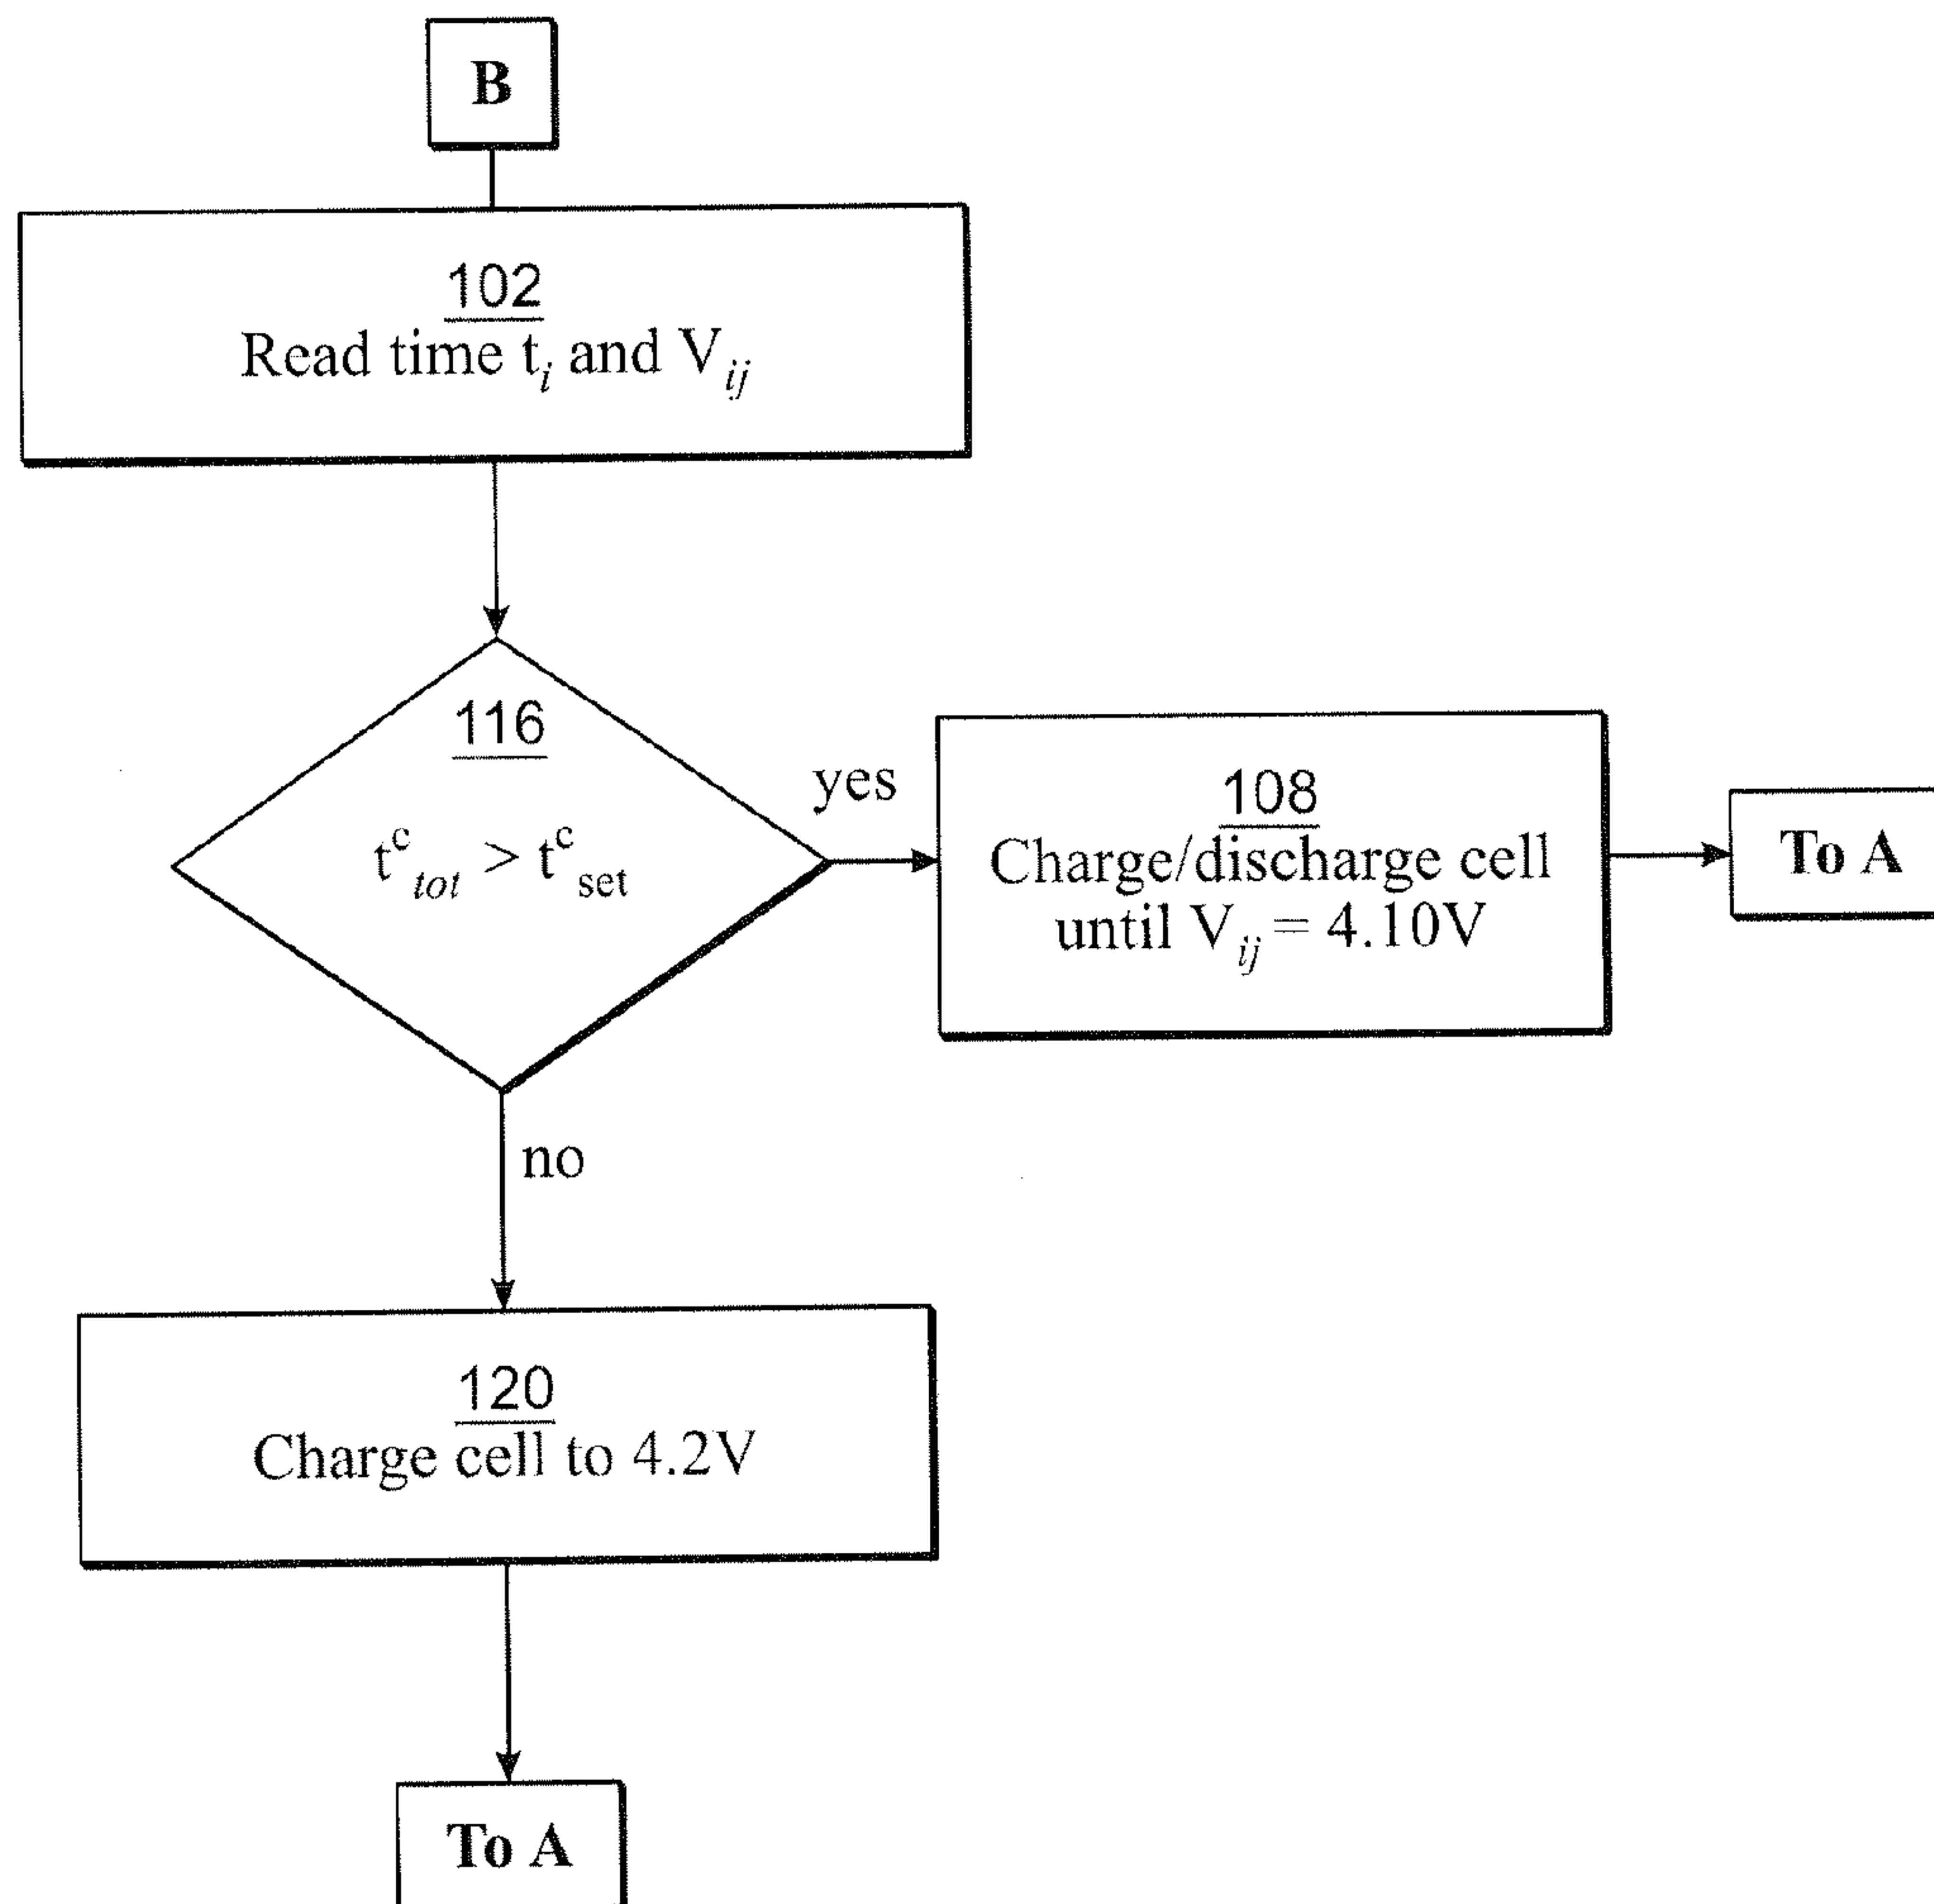 B
102
Read time t_i and V_ij
116
t^c_tot > t^c_set
yes
108
Charge/discharge cell
until V_ij = 4.10V
To A
no
120
Charge cell to 4.2V
To A